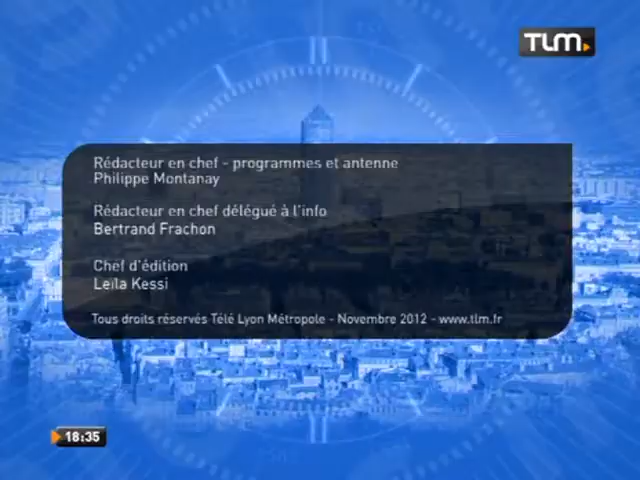 TLM.
Rédacteur en chef - programmes et antenne
Philippe Montanay
Rédacteur en chef délégué à l'info
Bertrand Frachon
Chef d'édition
Leïla Kessi
Tous droits réservés Télé Lyon Métropole - Novembre 2012 - www.tlm.fr
18:35